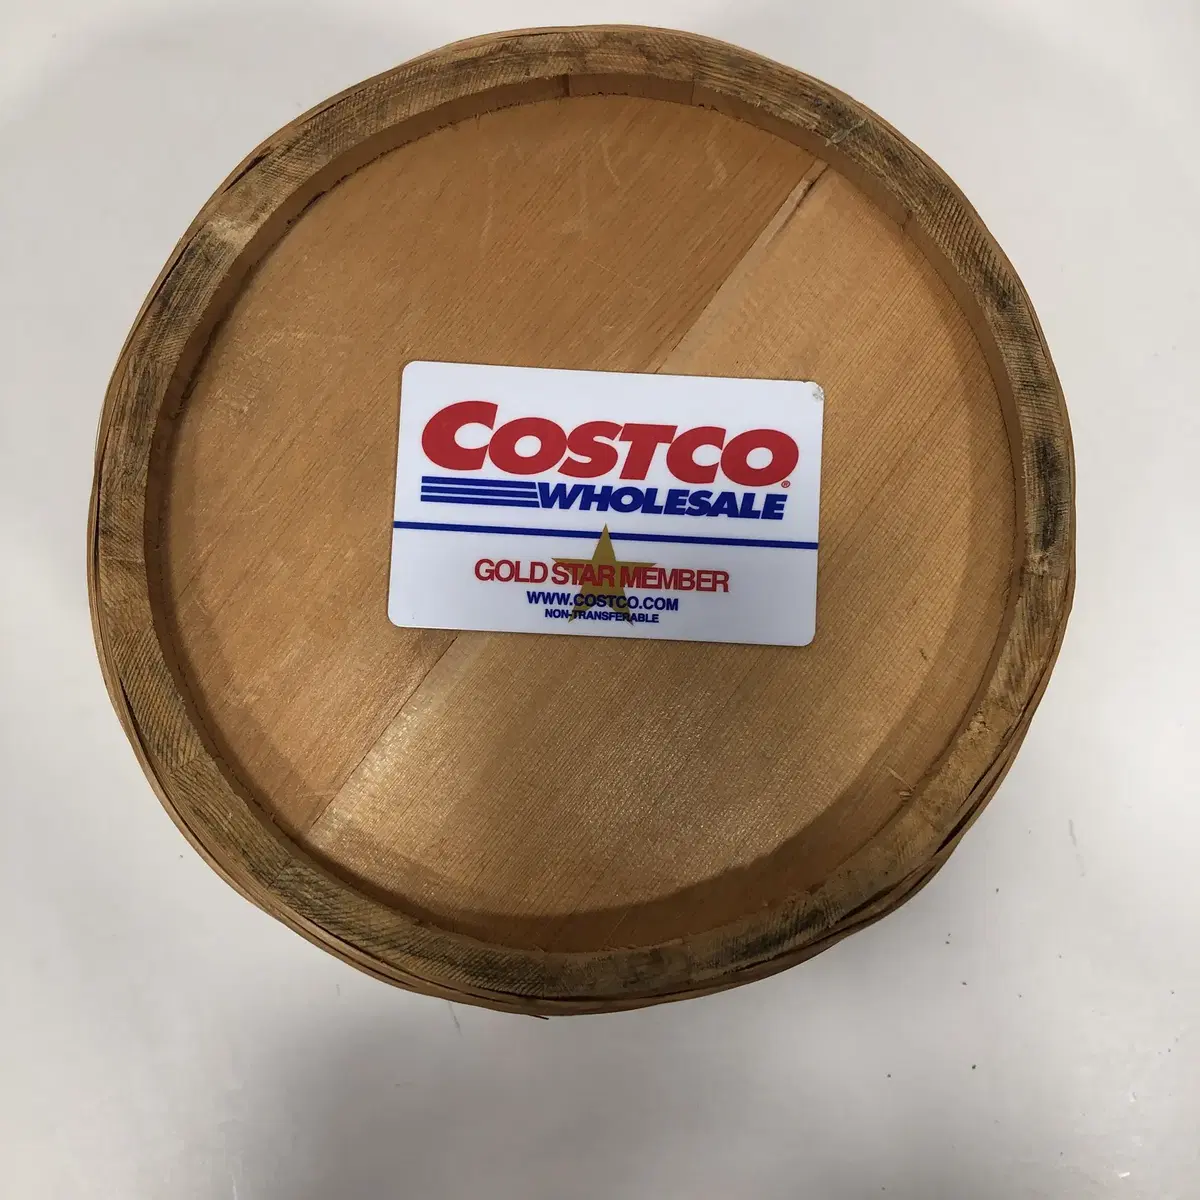 COSTCO®
WHOLESALE
GOLD STAR MEMBER
WWW.COSTCO.COM
NON-TRANSFERABLE